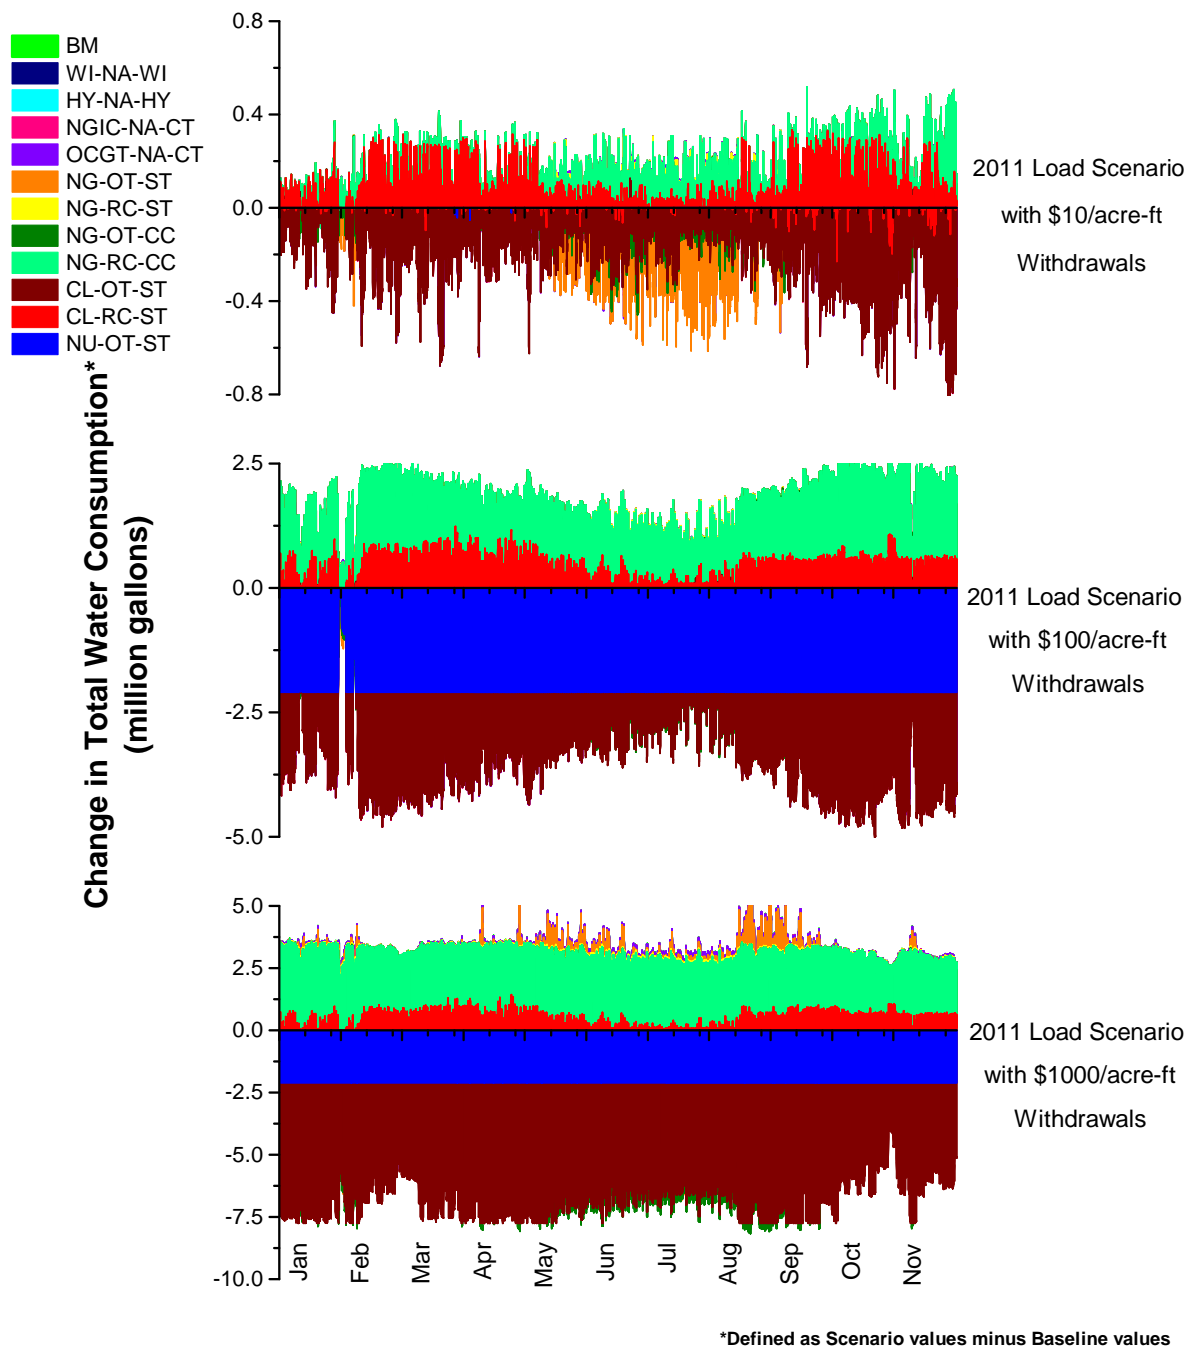 BM
WI-NA-WI
HY-NA-HY
NGIC-NA-CT
OCGT-NA-CT
NG-OT-ST
NG-RC-ST
NG-OT-CC
NG-RC-CC
CL-OT-ST
CL-RC-ST
NU-OT-ST
Change in Total Water Consumption*
(million gallons)
0.8
0.4
0.0
-0.4
-0.8
2011 Load Scenario
with $10/acre-ft
Withdrawals
2.5
0.0
-2.5
-5.0
2011 Load Scenario
with $100/acre-ft
Withdrawals
5.0
2.5
0.0
-2.5
-5.0
-7.5
-10.0
2011 Load Scenario
with $1000/acre-ft
Withdrawals
Jan
Feb
Mar
Apr
May
Jun
Jul
Aug
Sep
Oct
Nov
*Defined as Scenario values minus Baseline values